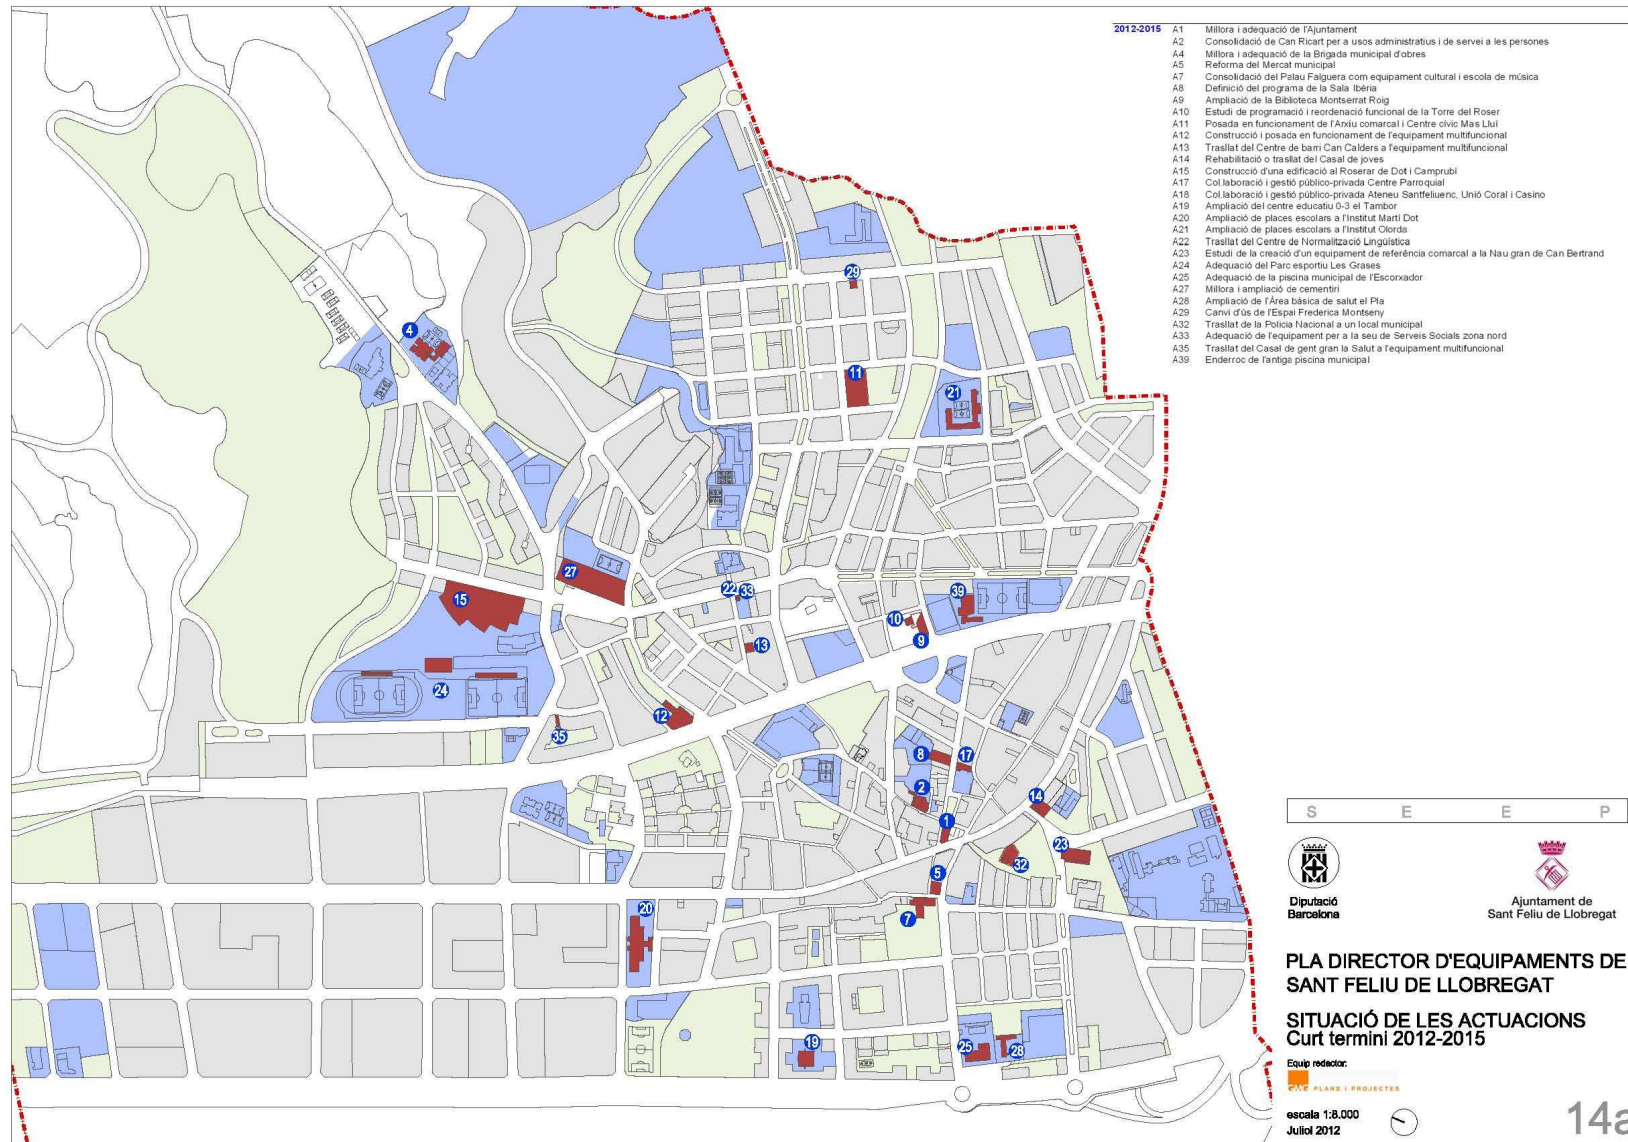 2012-2015 A1 Millora i adequació de l'Ajuntament
A2 Consolidació de Can Ricart per a usos administratius i de servei a les persones
A4 Millora i adequació de la Brigada municipal d'obres
A5 Reforma del Mercat municipal
A7 Consolidació del Palau Falguera com equipament cultural i escola de música
A8 Definició del programa de la Sala Ibèria
A9 Ampliació de la Biblioteca Montserrat Roig
A10 Estudi de programació i reordenació funcional de la Torre del Roser
A11 Posada en funcionament de l'Arxiu comarcal i Centre cívic Mas Lluí
A12 Construcció i posada en funcionament de l'equipament multifuncional
A13 Trasllat del Centre de barri Can Calders a l'equipament multifuncional
A14 Rehabilitació o trasllat del Casal de joves
A15 Construcció d'una edificació al Roserar de Dot i Camprubí
A17 Col.laboració i gestió público-privada Centre Parroquial
A18 Col.laboració i gestió público-privada Ateneu Santfeliuenc, Unió Coral i Casino
A19 Ampliació del centre educatiu 0-3 el Tambor
A20 Ampliació de places escolars a l'Institut Martí Dot
A21 Ampliació de places escolars a l'Institut Olorda
A22 Trasllat del Centre de Normalització Lingüística
A23 Estudi de la creació d'un equipament de referència comarcal a la Nau gran de Can Bertrand
A24 Adequació del Parc esportiu Les Grases
A25 Adequació de la piscina municipal de l'Escorxador
A27 Millora i ampliació de cementiri
A28 Ampliació de l'Àrea bàsica de salut el Pla
A29 Canvi d'ús de l'Espai Frederica Montseny
A32 Trasllat de la Policia Nacional a un local municipal
A33 Adequació de l'equipament per a la seu de Serveis Socials zona nord
A35 Trasllat del Casal de gent gran la Salut a l'equipament multifuncional
A39 Enderroc de l'antiga piscina municipal
29
4
11
21
27
22
33
39
15
10
9
13
24
12
35
8
17
2
14
1
23
32
5
20
7
19
25
28
S E E P
Diputació
Barcelona
Ajuntament de
Sant Feliu de Llobregat
PLA DIRECTOR D'EQUIPAMENTS DE
SANT FELIU DE LLOBREGAT
SITUACIÓ DE LES ACTUACIONS
Curt termini 2012-2015
Equip redactor:
PLANS I PROJECTES
escala 1:8.000
Juliol 2012
14a